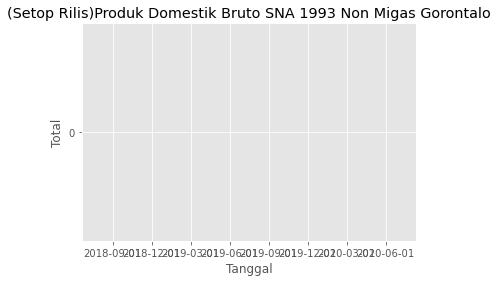 (Setop Rilis)Produk Domestik Bruto SNA 1993 Non Migas Gorontalo
Total
0
2018-09-01 2018-12-01 2019-03-01 2019-06-01 2019-09-01 2019-12-01 2020-03-01 2020-06-01
Tanggal